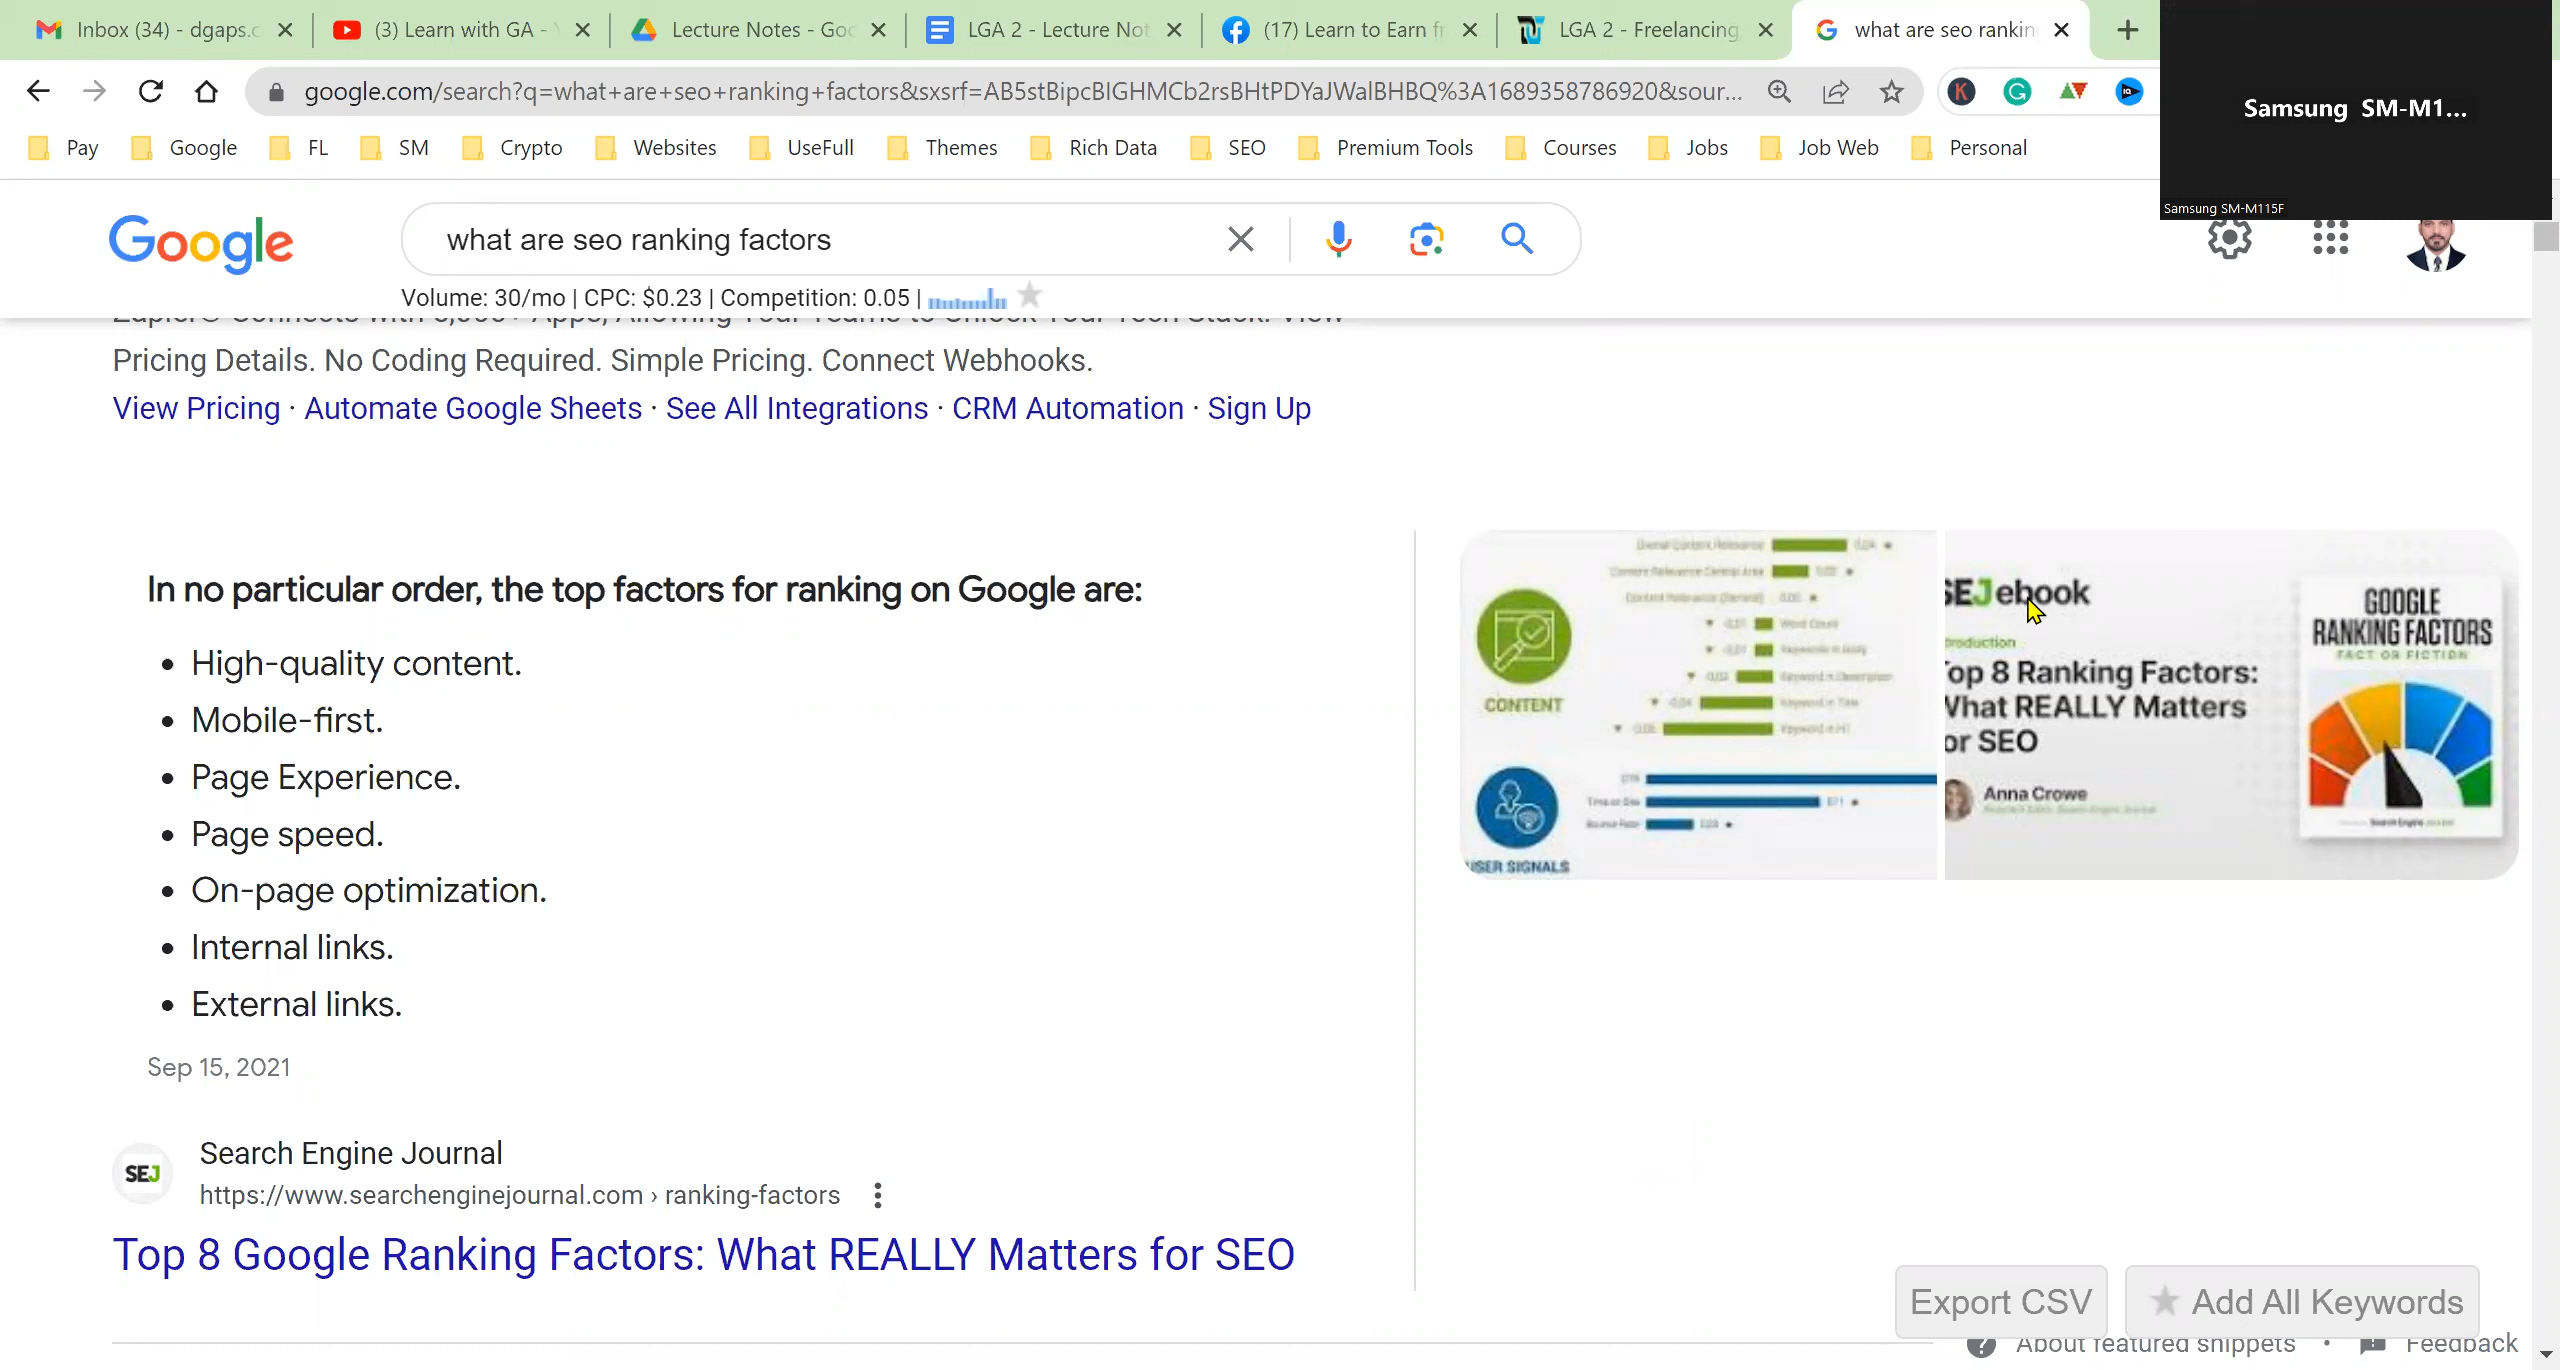 Inbox (34) - dgaps.c
(3) Learn with GA -
Lecture Notes - Goo
LGA 2 - Lecture Not
(17) Learn to Earn fr
LGA 2 - Freelancing
what are seo rankin
google.com/search?q=what+are+seo+ranking+factors&sxsrf=AB5stBipcBIGHMCb2rsBHtPDYaJWalBHBQ%3A1689358786920&sour...
Samsung SM-M1...
Samsung SM-M115F
Pay
Google
FL
SM
Crypto
Websites
UseFull
Themes
Rich Data
SEO
Premium Tools
Courses
Jobs
Job Web
Personal
Google
what are seo ranking factors
Volume: 30/mo | CPC: $0.23 | Competition: 0.05 |
Pricing Details. No Coding Required. Simple Pricing. Connect Webhooks.
View Pricing · Automate Google Sheets · See All Integrations · CRM Automation · Sign Up
In no particular order, the top factors for ranking on Google are:
• High-quality content.
• Mobile-first.
• Page Experience.
• Page speed.
• On-page optimization.
• Internal links.
• External links.
Sep 15, 2021
CONTENT
USER SIGNALS
SEJ ebook
Top 8 Ranking Factors:
What REALLY Matters
for SEO
Anna Crowe
GOOGLE
RANKING FACTORS
FACT OR FICTION
SEJ
Search Engine Journal
https://www.searchenginejournal.com › ranking-factors
Top 8 Google Ranking Factors: What REALLY Matters for SEO
Export CSV
Add All Keywords
About featured snippets
Feedback